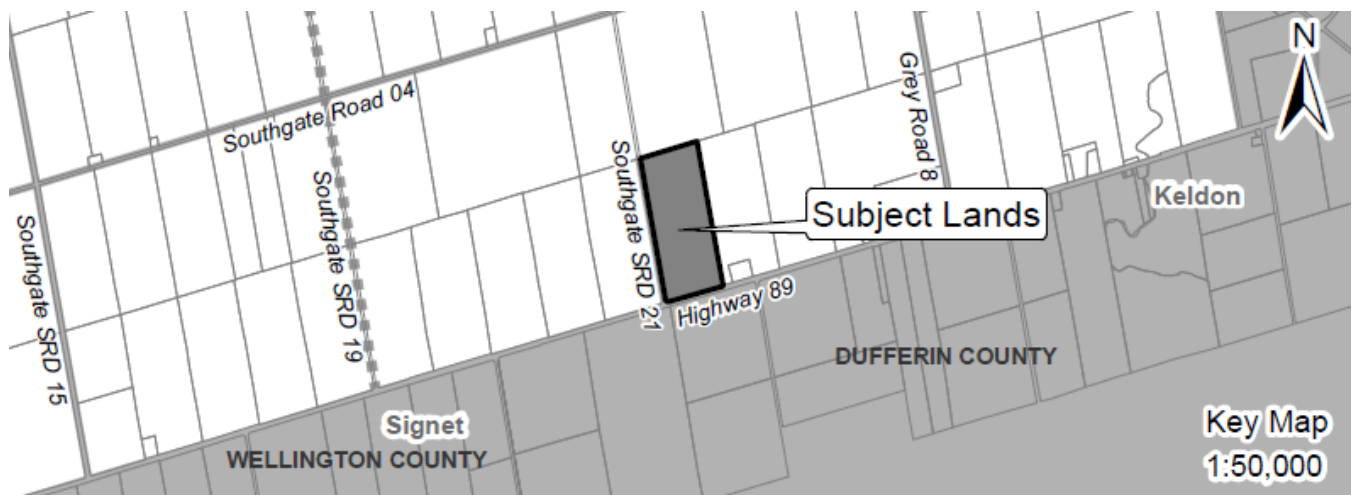 N
Southgate Road 04
Grey Road 8
Southgate SRD 21
Southgate SRD 19
Southgate SRD 15
Subject Lands
Keldon
Highway 89
DUFFERIN COUNTY
Signet
WELLINGTON COUNTY
Key Map
1:50,000